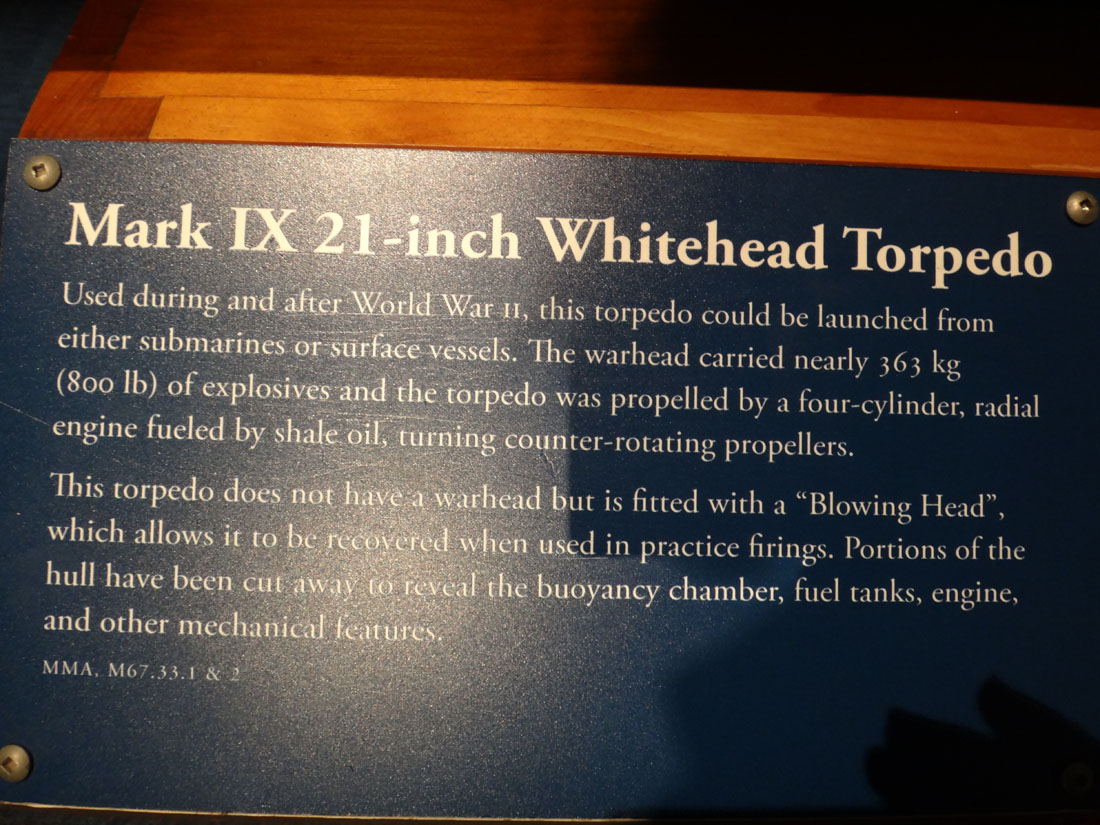 Mark IX 21-inch Whitehead Torpedo
Used during and after World War II, this torpedo could be launched from
either submarines or surface vessels. The warhead carried nearly 363 kg
(800 lb) of explosives and the torpedo was propelled by a four-cylinder, radial
engine fueled by shale oil, turning counter-rotating propellers.
This torpedo does not have a warhead but is fitted with a “Blowing Head”,
which allows it to be recovered when used in practice firings. Portions of the
hull have been cut away to reveal the buoyancy chamber, fuel tanks, engine,
and other mechanical features.
MMA, M67.33.1 & 2